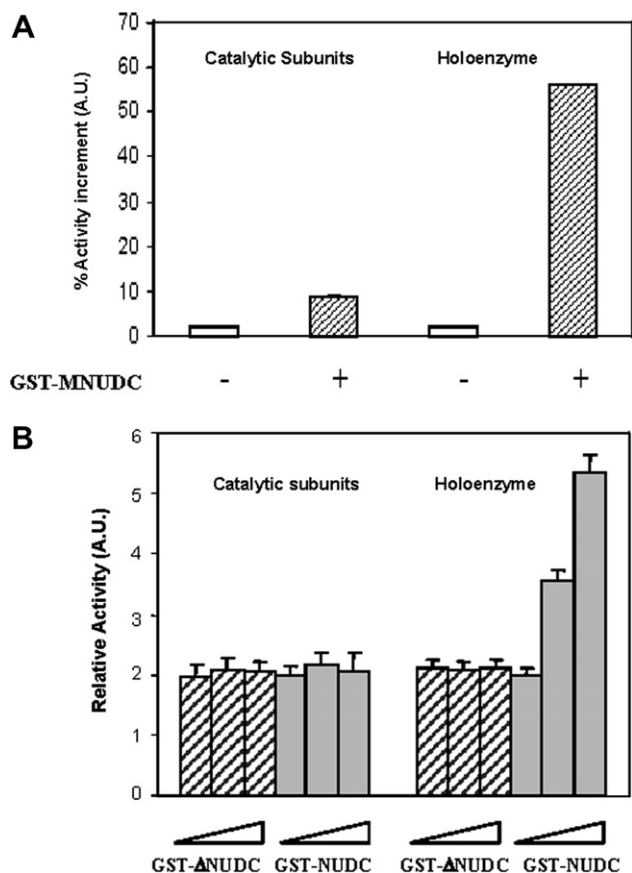 A
% Activity increment (A.U.)
70
60
50
40
30
20
10
0
Catalytic Subunits Holoenzyme
GST-MNUDC - + - +
B
Relative Activity (A.U.)
6
5
4
3
2
1
0
Catalytic subunits Holoenzyme
GST-ΔNUDC GST-NUDC GST-ΔNUDC GST-NUDC